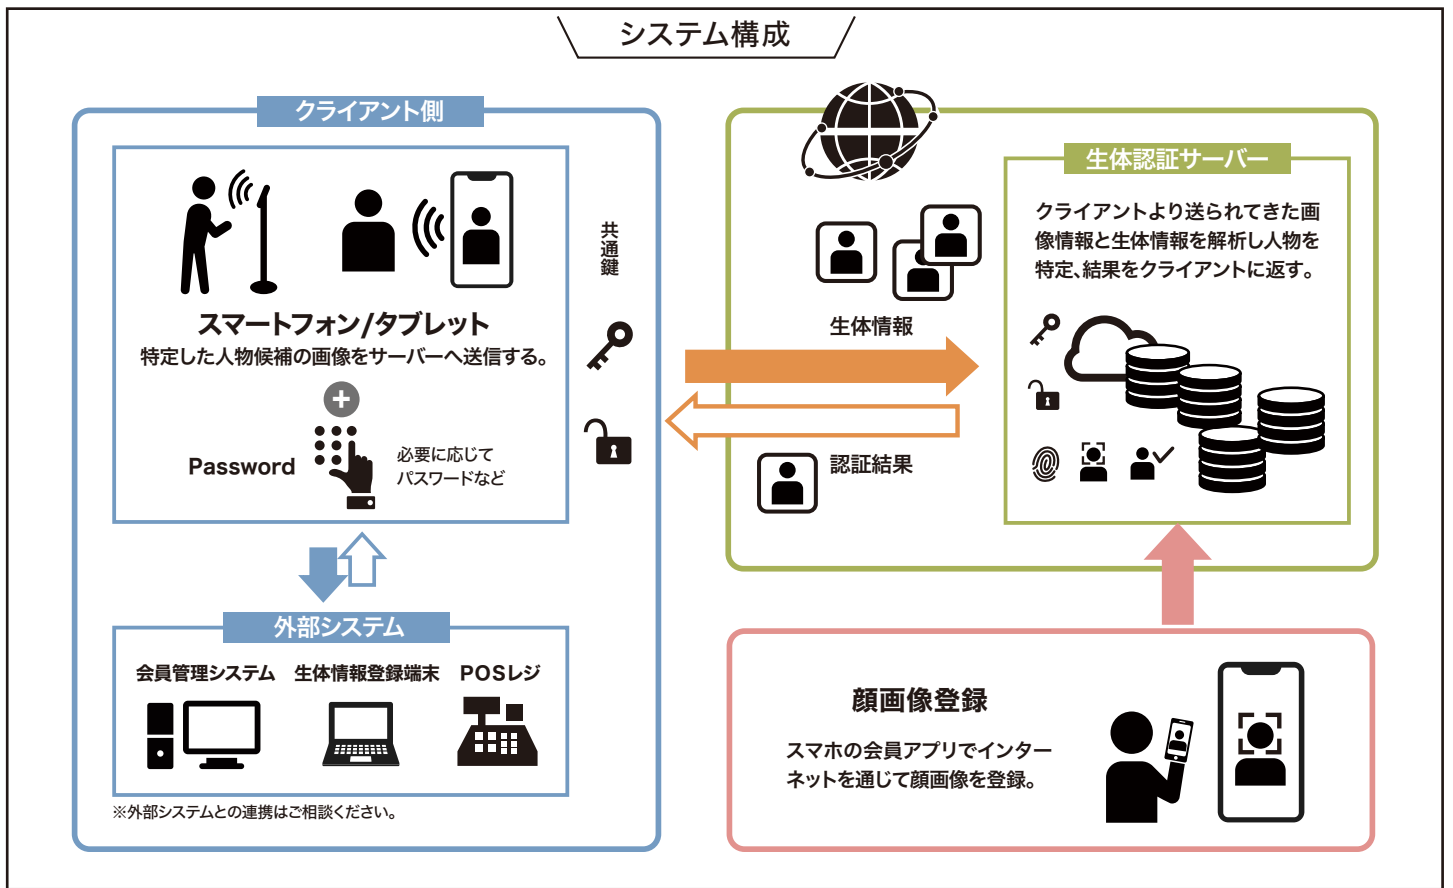 システム構成
クライアント側
共通鍵
スマートフォン/タブレット
特定した人物候補の画像をサーバーへ送信する。
Password
必要に応じて
パスワードなど
外部システム
会員管理システム
生体情報登録端末
POSレジ
※外部システムとの連携はご相談ください。
生体情報
認証結果
生体認証サーバー
クライアントより送られてきた画
像情報と生体情報を解析し人物を
特定、結果をクライアントに返す。
顔画像登録
スマホの会員アプリでインター
ネットを通じて顔画像を登録。